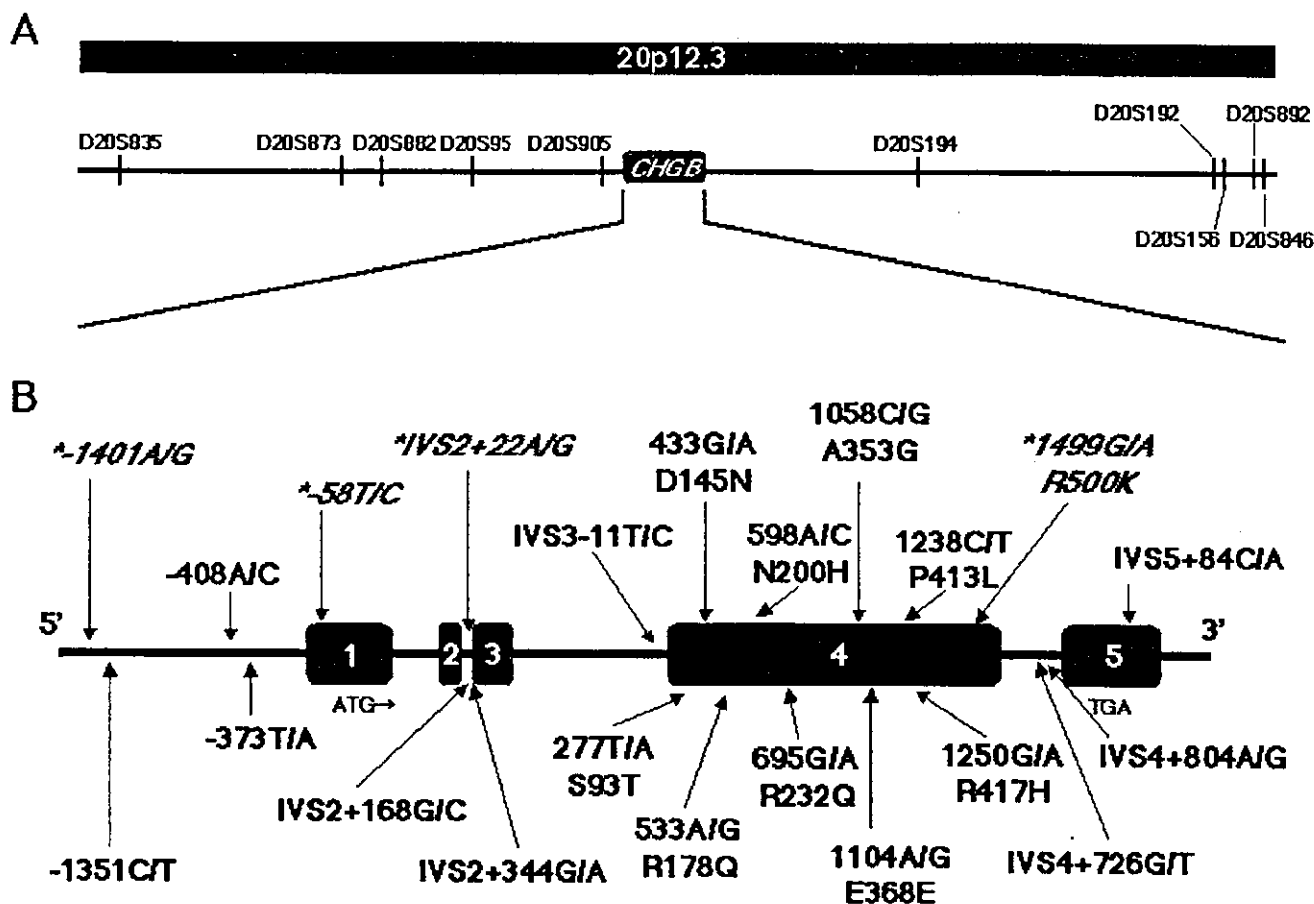 A
20p12.3
D20S835
D20S873
D20S882
D20S95
D20S905
CHGB
D20S194
D20S192
D20S892
D20S156
D20S846
B
*-1401A/G
*-58T/C
*IVS2+22A/G
433G/A
D145N
1058C/G
A353G
*1499G/A
R500K
-408A/C
IVS3-11T/C
598A/C
N200H
1238C/T
P413L
IVS5+84C/A
5'
1
2
3
4
5
3'
ATG→
TGA
-373T/A
277T/A
S93T
695G/A
R232Q
1250G/A
R417H
IVS4+804A/G
IVS2+168G/C
533A/G
R178Q
-1351C/T
IVS2+344G/A
1104A/G
E368E
IVS4+726G/T